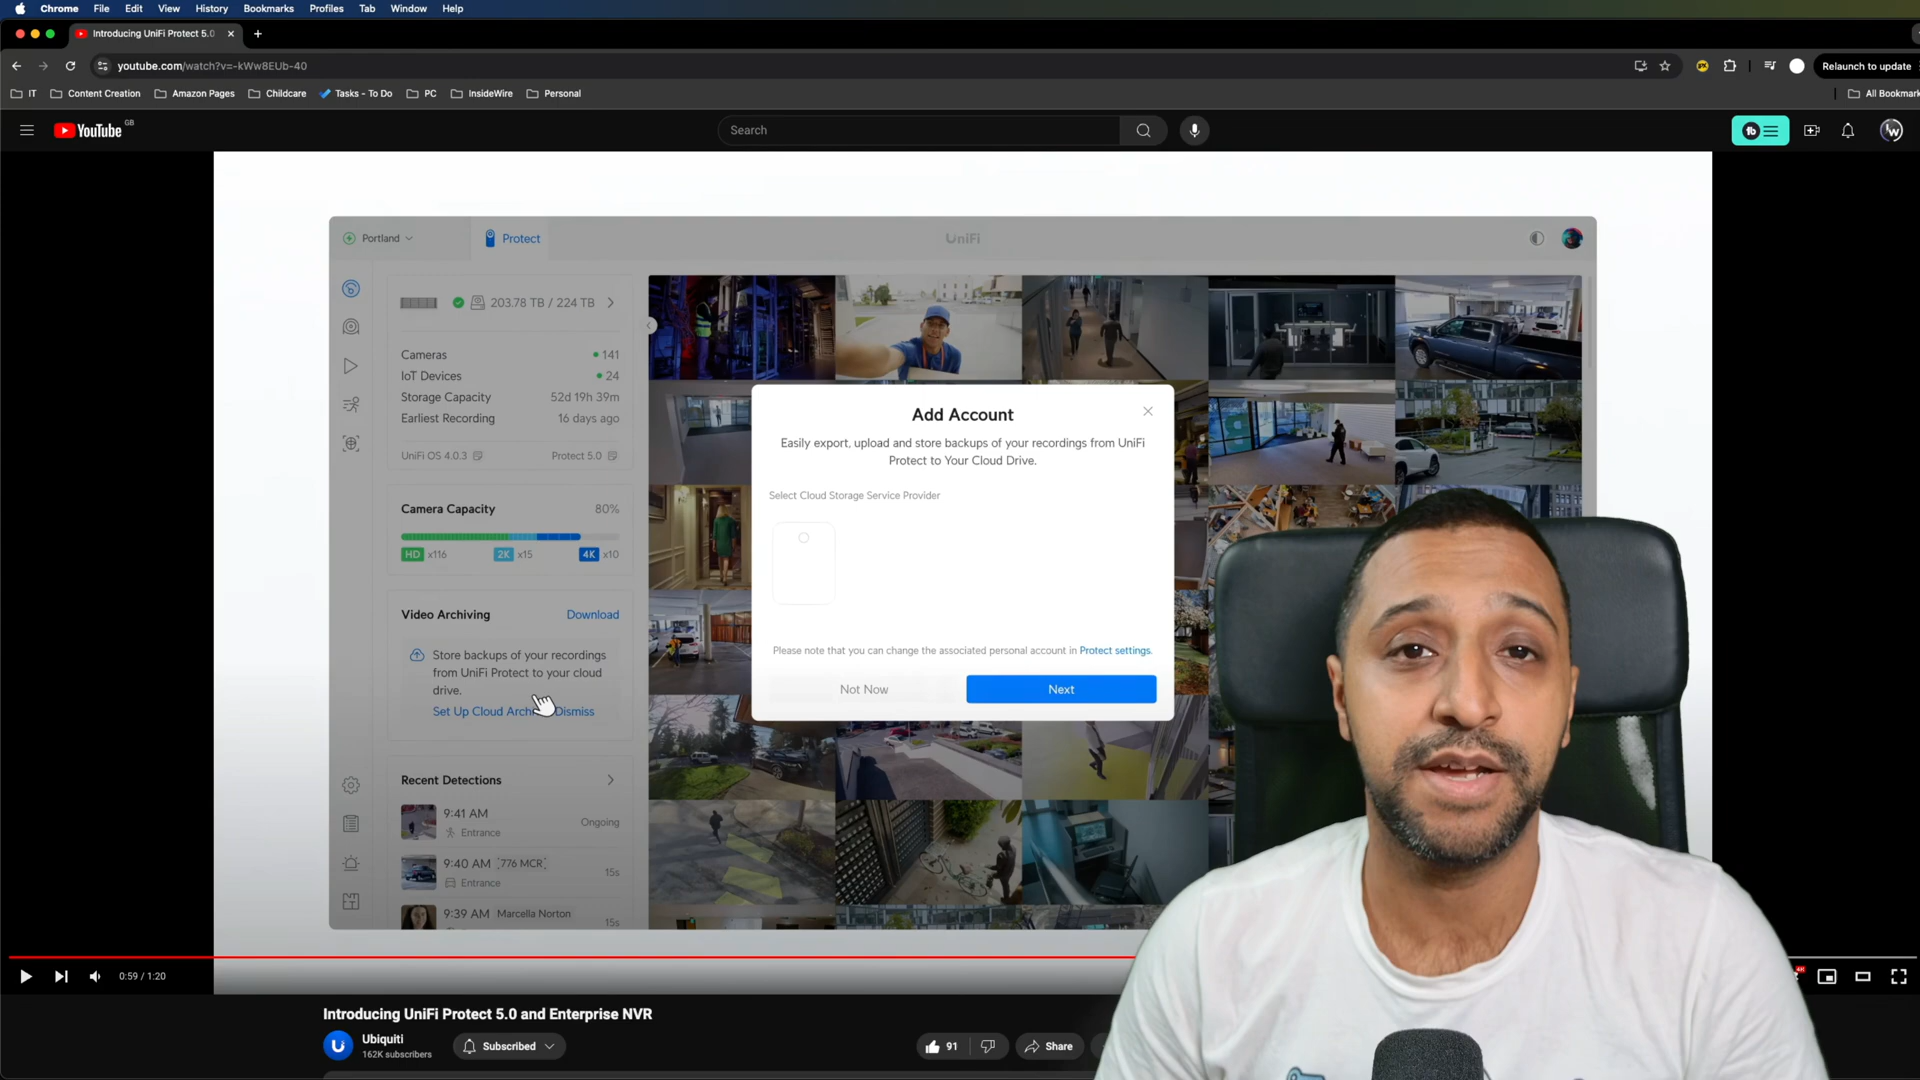 Chrome File Edit View History Bookmarks Profiles Tab Window Help
Introducing UniFi Protect 5.0
youtube.com/watch?v=-kWw8EUb-40
Relaunch to update
IT Content Creation Amazon Pages Childcare Tasks - To Do PC InsideWire Personal
All Bookmark
YouTube GB
Search
Portland Protect UniFi
203.78 TB / 224 TB
Cameras 141
IoT Devices 24
Storage Capacity 52d 19h 39m
Earliest Recording 16 days ago
UniFi OS 4.0.3 Protect 5.0
Camera Capacity 80%
HD x116 2K x15 4K x10
Video Archiving Download
Store backups of your recordings
from UniFi Protect to your cloud
drive.
Set Up Cloud Archi Dismiss
Recent Detections
9:41 AM
Entrance Ongoing
9:40 AM 776 MCR
Entrance 15s
9:39 AM Marcella Norton
15s
Add Account
Easily export, upload and store backups of your recordings from UniFi
Protect to Your Cloud Drive.
Select Cloud Storage Service Provider
Please note that you can change the associated personal account in Protect settings.
Not Now Next
0:59 / 1:20
Introducing UniFi Protect 5.0 and Enterprise NVR
Ubiquiti
162K subscribers
Subscribed
91
Share